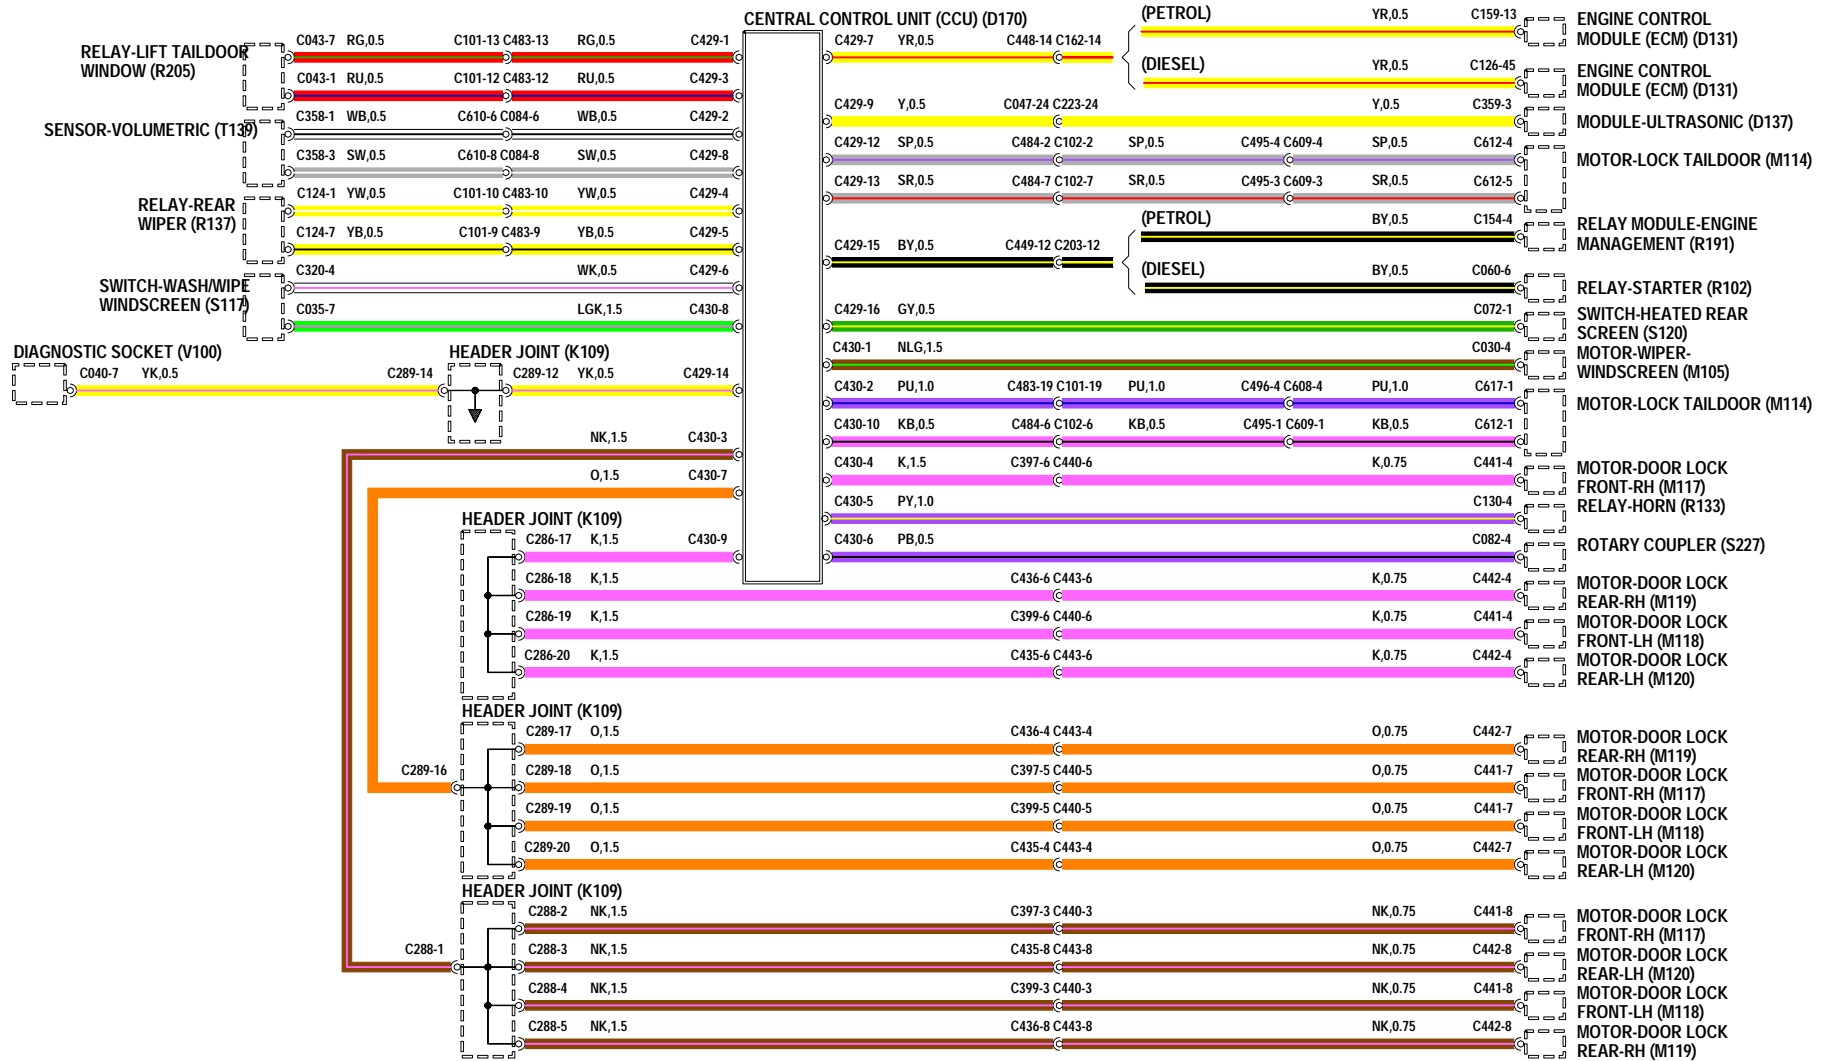 CENTRAL CONTROL UNIT (CCU) (D170)
RELAY-LIFT TAILDOOR
WINDOW (R205)
C043-7 RG,0.5 C101-13 C483-13 RG,0.5 C429-1
C043-1 RU,0.5 C101-12 C483-12 RU,0.5 C429-3
SENSOR-VOLUMETRIC (T139)
C358-1 WB,0.5 C610-6 C084-6 WB,0.5 C429-2
C358-3 SW,0.5 C610-8 C084-8 SW,0.5 C429-8
RELAY-REAR
WIPER (R137)
C124-1 YW,0.5 C101-10 C483-10 YW,0.5 C429-4
C124-7 YB,0.5 C101-9 C483-9 YB,0.5 C429-5
SWITCH-WASH/WIPE
WINDSCREEN (S117)
C320-4 WK,0.5 C429-6
C035-7 LGK,1.5 C430-8
DIAGNOSTIC SOCKET (V100)
HEADER JOINT (K109)
C040-7 YK,0.5 C289-14 C289-12 YK,0.5 C429-14
NK,1.5 C430-3
O,1.5 C430-7
C429-7 YR,0.5 C448-14 C162-14
(PETROL) YR,0.5 C159-13
ENGINE CONTROL
MODULE (ECM) (D131)
(DIESEL) YR,0.5 C126-45
ENGINE CONTROL
MODULE (ECM) (D131)
C429-9 Y,0.5 C047-24 C223-24 Y,0.5 C359-3
MODULE-ULTRASONIC (D137)
C429-12 SP,0.5 C484-2 C102-2 SP,0.5 C495-4 C609-4 SP,0.5 C612-4
MOTOR-LOCK TAILDOOR (M114)
C429-13 SR,0.5 C484-7 C102-7 SR,0.5 C495-3 C609-3 SR,0.5 C612-5
C429-15 BY,0.5 C449-12 C203-12
(PETROL) BY,0.5 C154-4
RELAY MODULE-ENGINE
MANAGEMENT (R191)
(DIESEL) BY,0.5 C060-6
RELAY-STARTER (R102)
C429-16 GY,0.5 C072-1
SWITCH-HEATED REAR
SCREEN (S120)
C430-1 NLG,1.5 C030-4
MOTOR-WIPER-
WINDSCREEN (M105)
C430-2 PU,1.0 C483-19 C101-19 PU,1.0 C496-4 C608-4 PU,1.0 C617-1
MOTOR-LOCK TAILDOOR (M114)
C430-10 KB,0.5 C484-6 C102-6 KB,0.5 C495-1 C609-1 KB,0.5 C612-1
C430-4 K,1.5 C397-6 C440-6 K,0.75 C441-4
MOTOR-DOOR LOCK
FRONT-RH (M117)
C430-5 PY,1.0 C130-4
RELAY-HORN (R133)
C430-6 PB,0.5 C082-4
ROTARY COUPLER (S227)
HEADER JOINT (K109)
C286-17 K,1.5 C430-9
C286-18 K,1.5 C436-6 C443-6 K,0.75 C442-4
MOTOR-DOOR LOCK
REAR-RH (M119)
C286-19 K,1.5 C399-6 C440-6 K,0.75 C441-4
MOTOR-DOOR LOCK
FRONT-LH (M118)
C286-20 K,1.5 C435-6 C443-6 K,0.75 C442-4
MOTOR-DOOR LOCK
REAR-LH (M120)
HEADER JOINT (K109)
C289-16
C289-17 O,1.5 C436-4 C443-4 O,0.75 C442-7
MOTOR-DOOR LOCK
REAR-RH (M119)
C289-18 O,1.5 C397-5 C440-5 O,0.75 C441-7
MOTOR-DOOR LOCK
FRONT-RH (M117)
C289-19 O,1.5 C399-5 C440-5 O,0.75 C441-7
MOTOR-DOOR LOCK
FRONT-LH (M118)
C289-20 O,1.5 C435-4 C443-4 O,0.75 C442-7
MOTOR-DOOR LOCK
REAR-LH (M120)
HEADER JOINT (K109)
C288-1
C288-2 NK,1.5 C397-3 C440-3 NK,0.75 C441-8
MOTOR-DOOR LOCK
FRONT-RH (M117)
C288-3 NK,1.5 C435-8 C443-8 NK,0.75 C442-8
MOTOR-DOOR LOCK
REAR-LH (M120)
C288-4 NK,1.5 C399-3 C440-3 NK,0.75 C441-8
MOTOR-DOOR LOCK
FRONT-LH (M118)
C288-5 NK,1.5 C436-8 C443-8 NK,0.75 C442-8
MOTOR-DOOR LOCK
REAR-RH (M119)